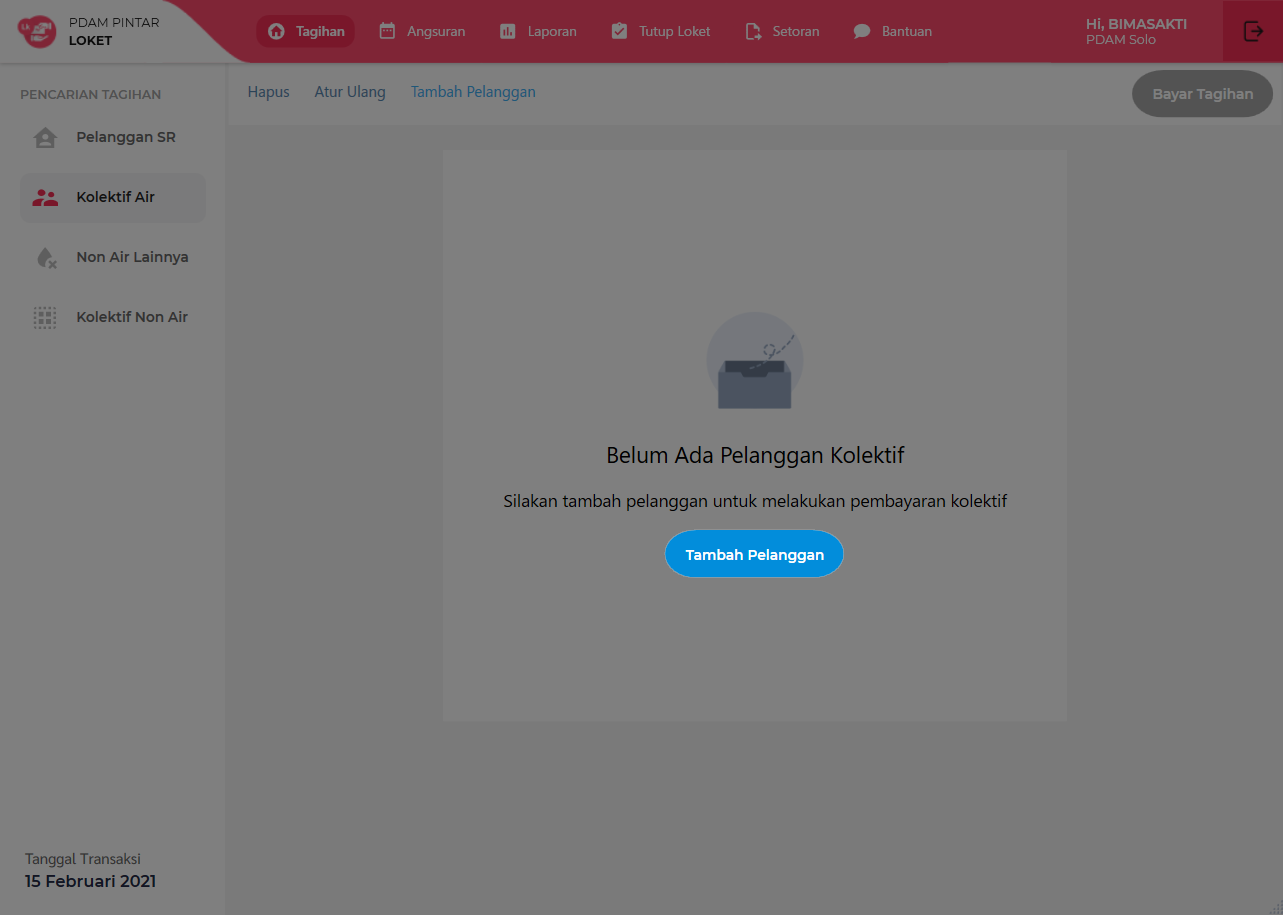 PDAM PINTAR
LOKET
Tagihan
Angsuran
Laporan
Tutup Loket
Setoran
Bantuan
Hi, BIMASAKTI
PDAM Solo
PENCARIAN TAGIHAN
Pelanggan SR
Kolektif Air
Non Air Lainnya
Kolektif Non Air
Hapus
Atur Ulang
Tambah Pelanggan
Bayar Tagihan
Belum Ada Pelanggan Kolektif
Silakan tambah pelanggan untuk melakukan pembayaran kolektif
Tambah Pelanggan
Tanggal Transaksi
15 Februari 2021